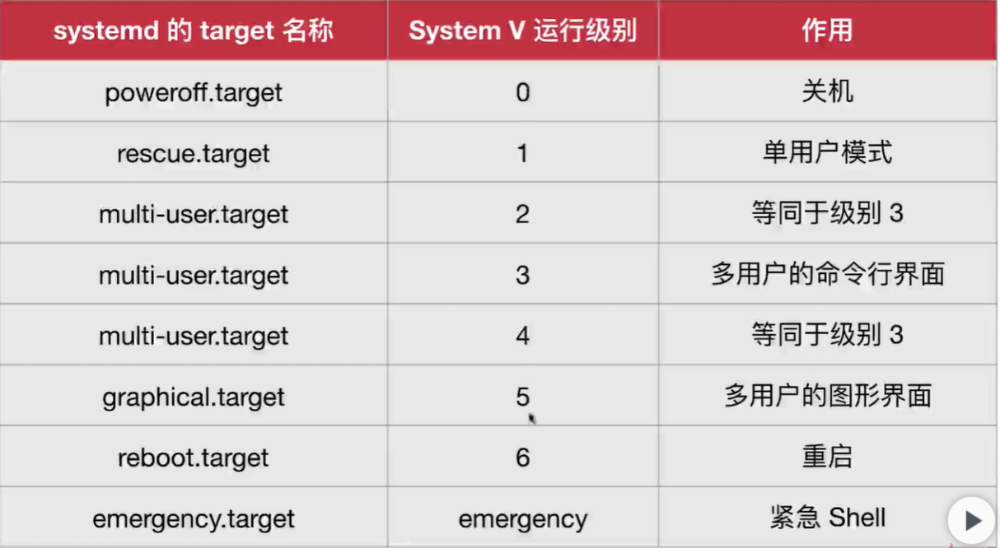 systemd 的 target 名称 System V 运行级别 作用
poweroff.target 0 关机
rescue.target 1 单用户模式
multi-user.target 2 等同于级别 3
multi-user.target 3 多用户的命令行界面
multi-user.target 4 等同于级别 3
graphical.target 5 多用户的图形界面
reboot.target 6 重启
emergency.target emergency 紧急 Shell